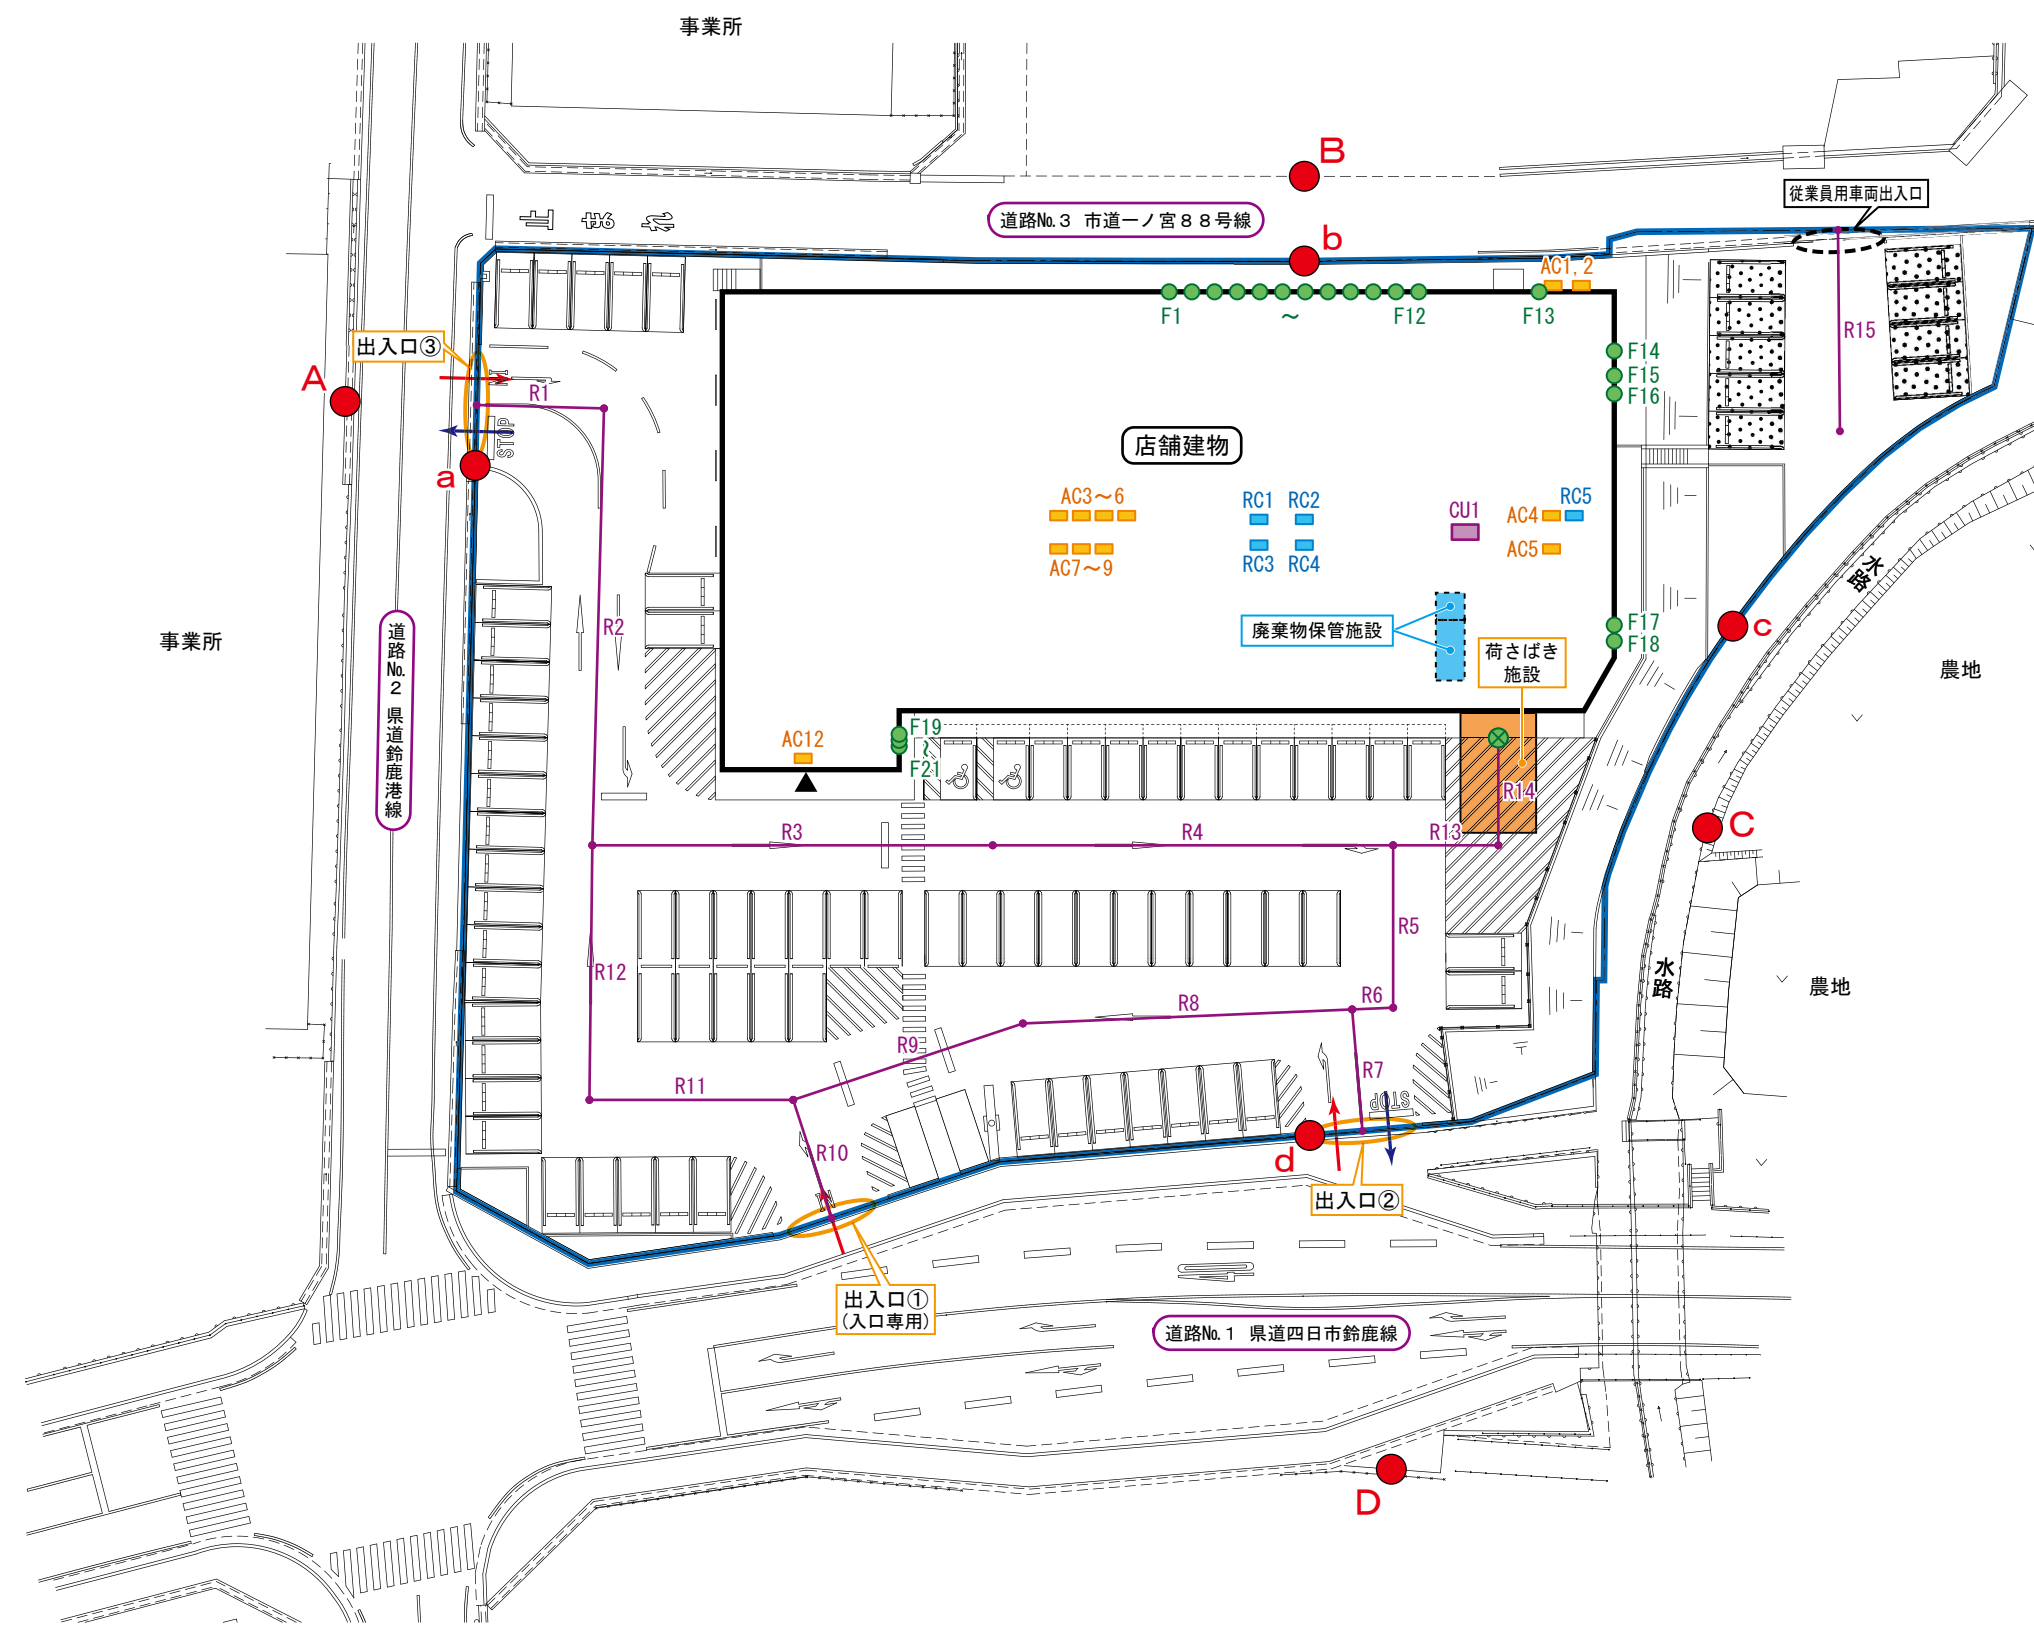 事業所
B
従業員用車両出入口
止まれ
道路№3 市道一ノ宮88号線
b
AC1,2
F1
～
F12
F13
R15
出入口③
F14
F15
F16
A
R1
STOP
店舗建物
a
AC3～6
RC1
RC2
CU1
AC4
RC5
AC7～9
RC3
RC4
AC5
水路
事業所
道路№2 県道鈴鹿港線
R2
廃棄物保管施設
F17
F18
c
荷さばき
施設
農地
AC12
F19
～
F21
R14
C
R3
R4
R13
R5
R12
水路
農地
R6
R8
R9
R11
R7
STOP
R10
d
出入口②
出入口①
(入口専用)
道路№1 県道四日市鈴鹿線
D